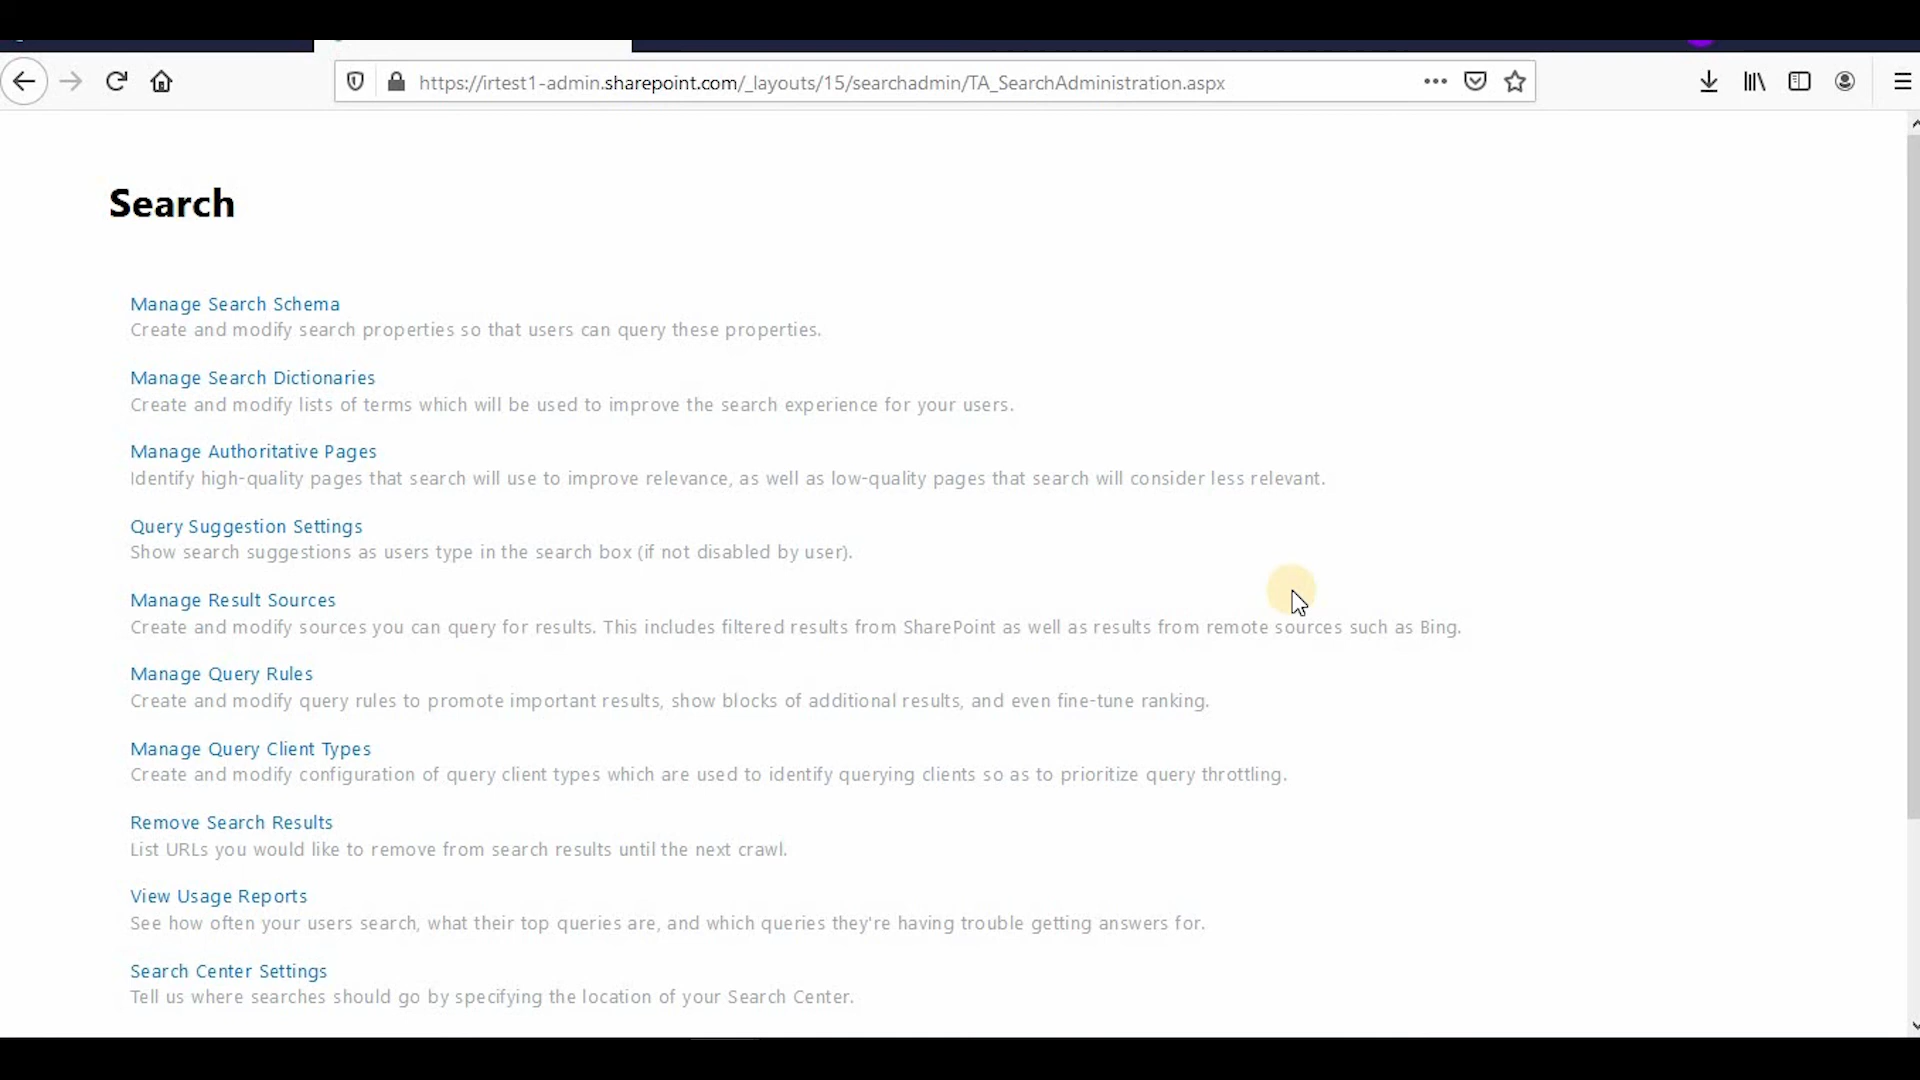 https://irtest1-admin.sharepoint.com/_layouts/15/searchadmin/TA_SearchAdministration.aspx
Search
Manage Search Schema
Create and modify search properties so that users can query these properties.
Manage Search Dictionaries
Create and modify lists of terms which will be used to improve the search experience for your users.
Manage Authoritative Pages
Identify high-quality pages that search will use to improve relevance, as well as low-quality pages that search will consider less relevant.
Query Suggestion Settings
Show search suggestions as users type in the search box (if not disabled by user).
Manage Result Sources
Create and modify sources you can query for results. This includes filtered results from SharePoint as well as results from remote sources such as Bing.
Manage Query Rules
Create and modify query rules to promote important results, show blocks of additional results, and even fine-tune ranking.
Manage Query Client Types
Create and modify configuration of query client types which are used to identify querying clients so as to prioritize query throttling.
Remove Search Results
List URLs you would like to remove from search results until the next crawl.
View Usage Reports
See how often your users search, what their top queries are, and which queries they're having trouble getting answers for.
Search Center Settings
Tell us where searches should go by specifying the location of your Search Center.